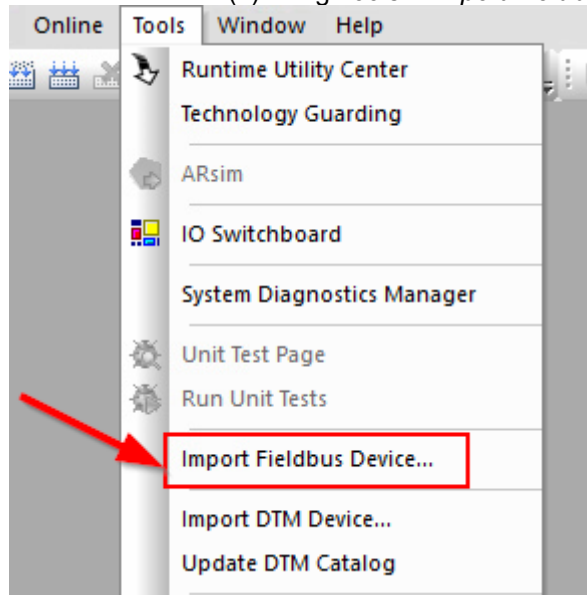 Online Tools Window Help
Runtime Utility Center
Technology Guarding
ARsim
IO Switchboard
System Diagnostics Manager
Unit Test Page
Run Unit Tests
Import Fieldbus Device...
Import DTM Device...
Update DTM Catalog